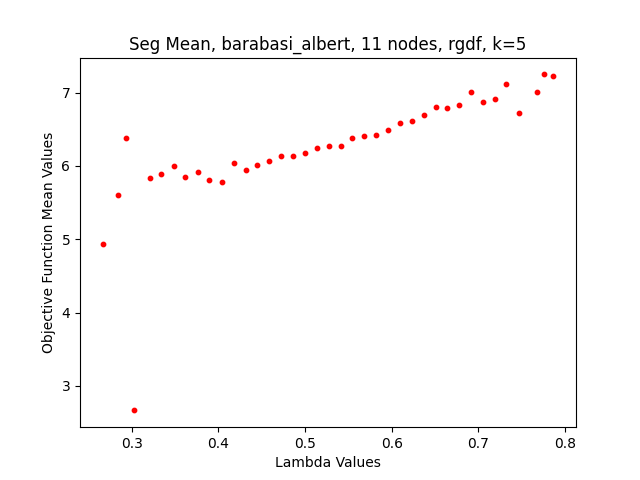 Seg Mean, barabasi_albert, 11 nodes, rgdf, k=5
Objective Function Mean Values
7
6
5
4
3
0.3 0.4 0.5 0.6 0.7 0.8
Lambda Values